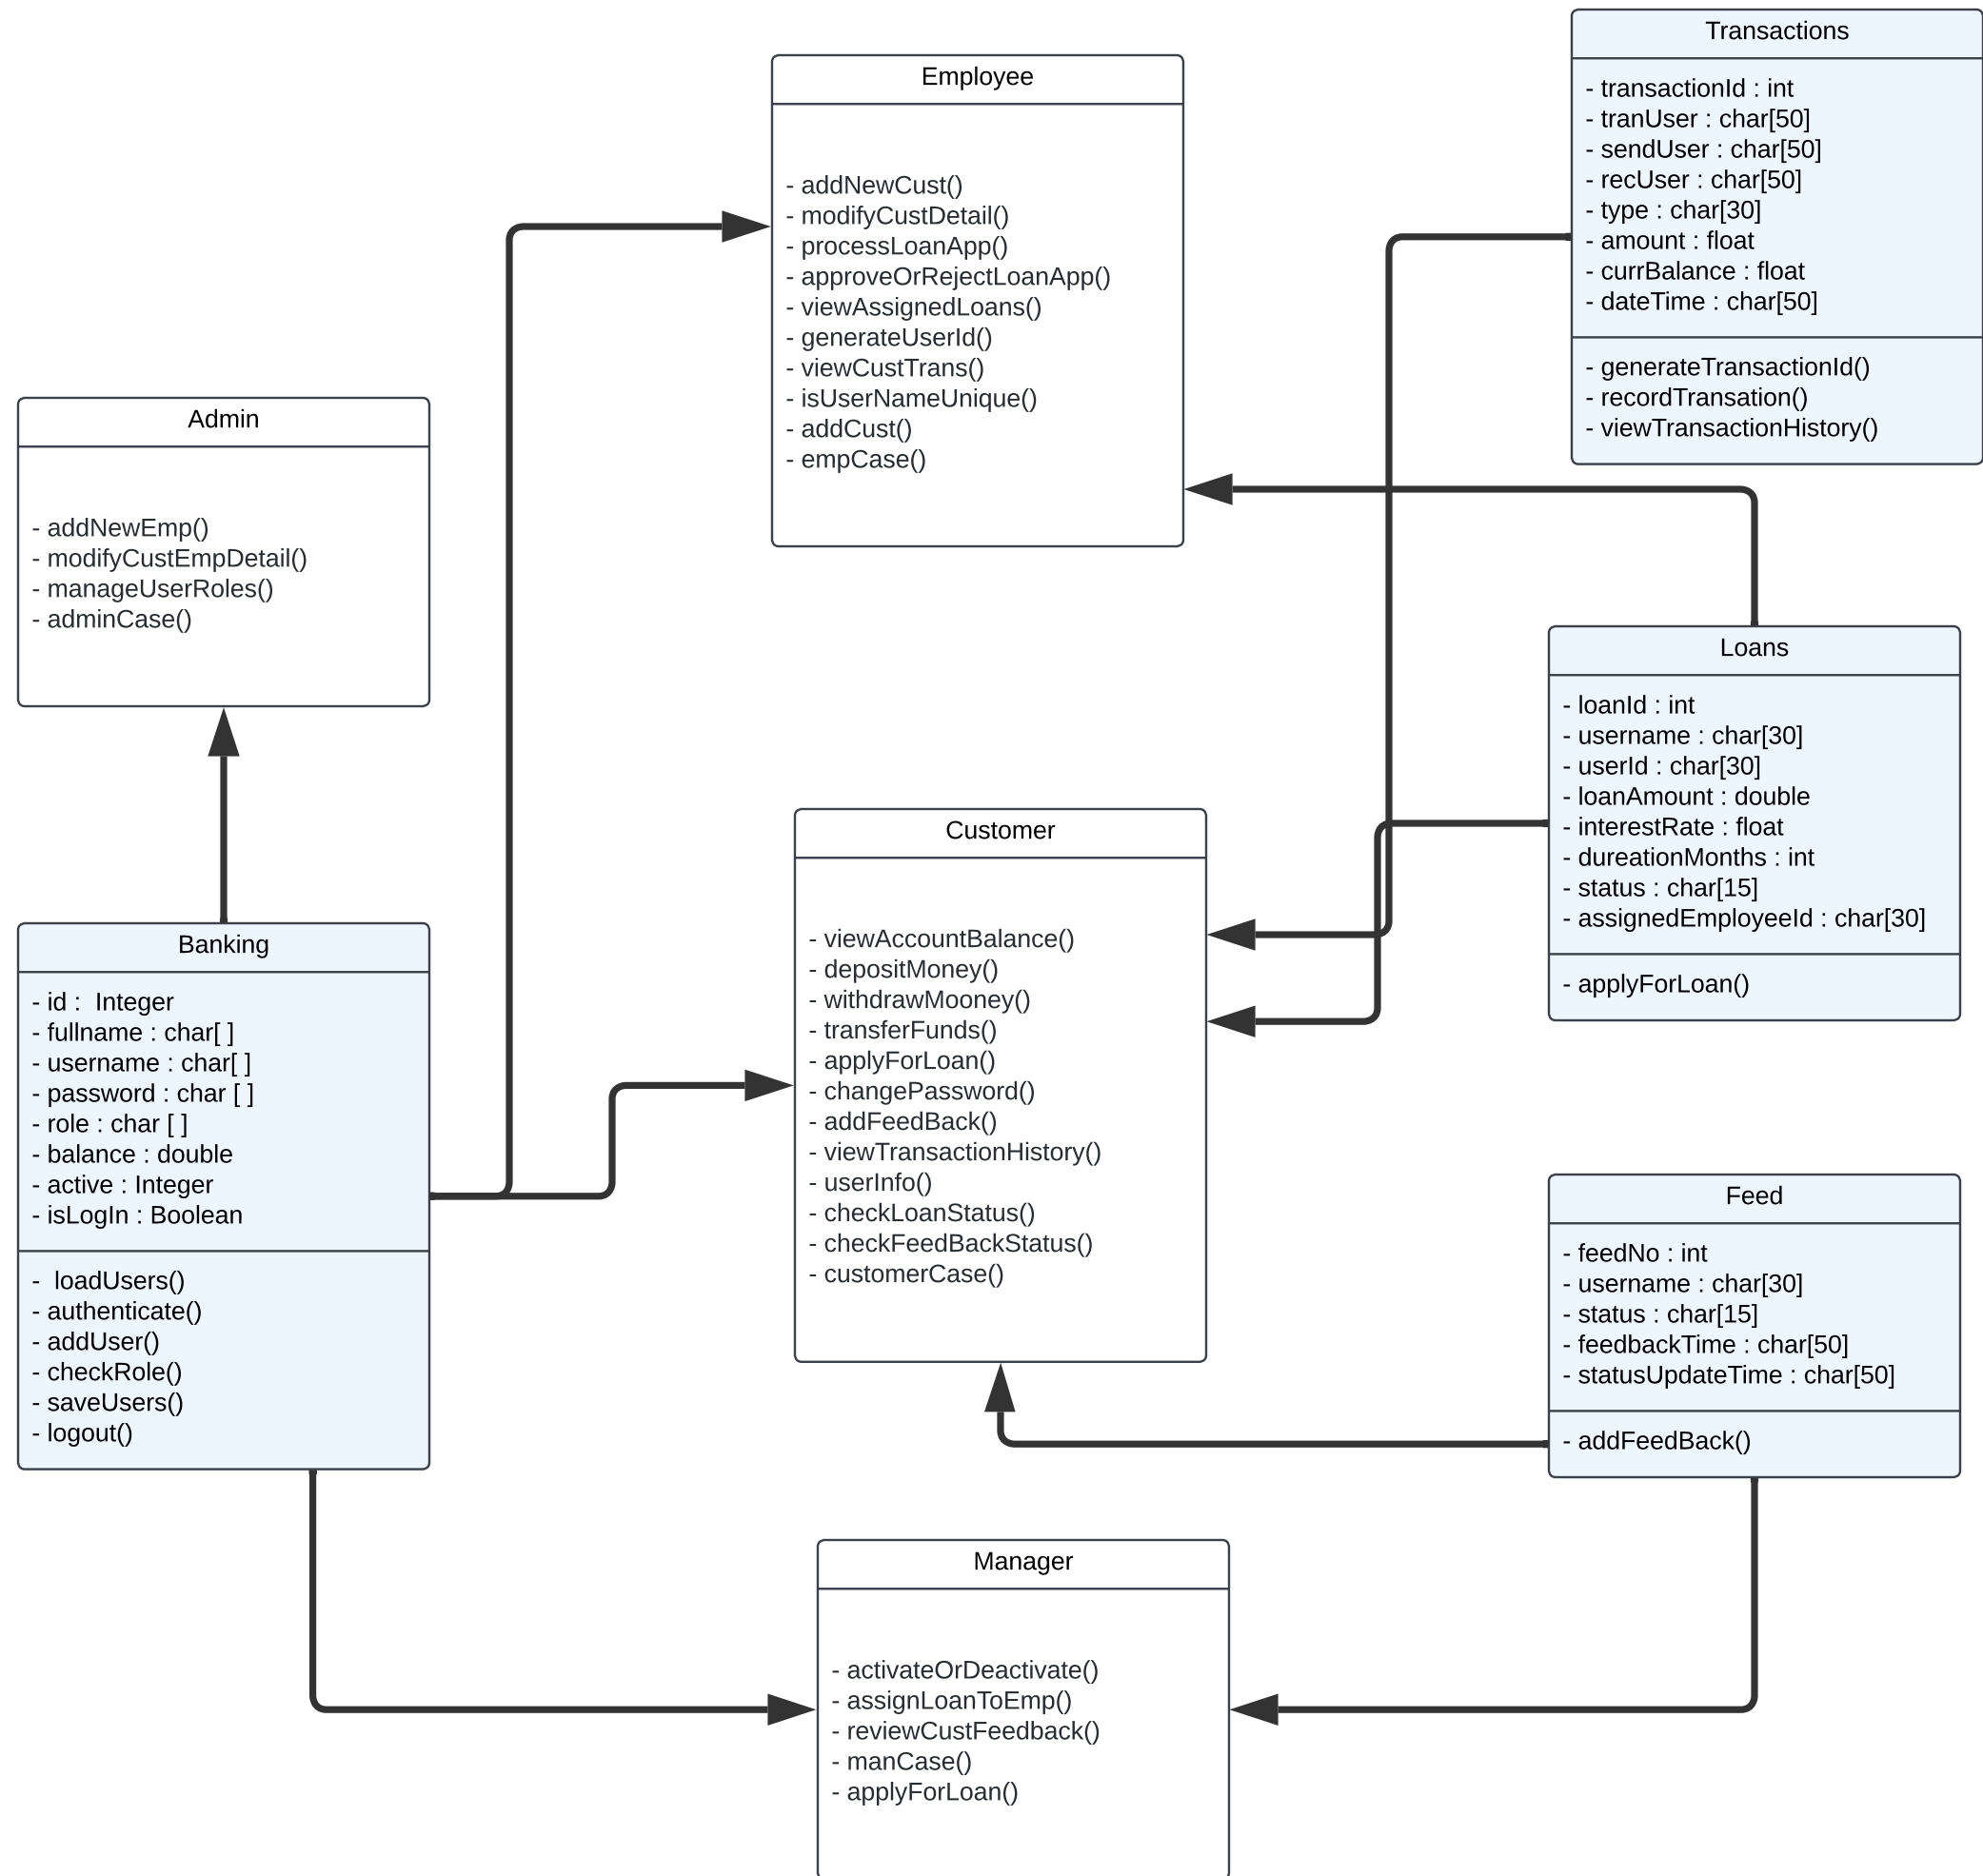 Transactions
- transactionId : int
- tranUser : char[50]
- sendUser : char[50]
- recUser : char[50]
- type : char[30]
- amount : float
- currBalance : float
- dateTime : char[50]
- generateTransactionId()
- recordTransation()
- viewTransactionHistory()
Employee
- addNewCust()
- modifyCustDetail()
- processLoanApp()
- approveOrRejectLoanApp()
- viewAssignedLoans()
- generateUserId()
- viewCustTrans()
- isUserNameUnique()
- addCust()
- empCase()
Admin
- addNewEmp()
- modifyCustEmpDetail()
- manageUserRoles()
- adminCase()
Loans
- loanId : int
- username : char[30]
- userId : char[30]
- loanAmount : double
- interestRate : float
- dureationMonths : int
- status : char[15]
- assignedEmployeeId : char[30]
- applyForLoan()
Customer
- viewAccountBalance()
- depositMoney()
- withdrawMooney()
- transferFunds()
- applyForLoan()
- changePassword()
- addFeedBack()
- viewTransactionHistory()
- userInfo()
- checkLoanStatus()
- checkFeedBackStatus()
- customerCase()
Banking
- id :  Integer
- fullname : char[ ]
- username : char[ ]
- password : char [ ]
- role : char [ ]
- balance : double
- active : Integer
- isLogIn : Boolean
-  loadUsers()
- authenticate()
- addUser()
- checkRole()
- saveUsers()
- logout()
Feed
- feedNo : int
- username : char[30]
- status : char[15]
- feedbackTime : char[50]
- statusUpdateTime : char[50]
- addFeedBack()
Manager
- activateOrDeactivate()
- assignLoanToEmp()
- reviewCustFeedback()
- manCase()
- applyForLoan()